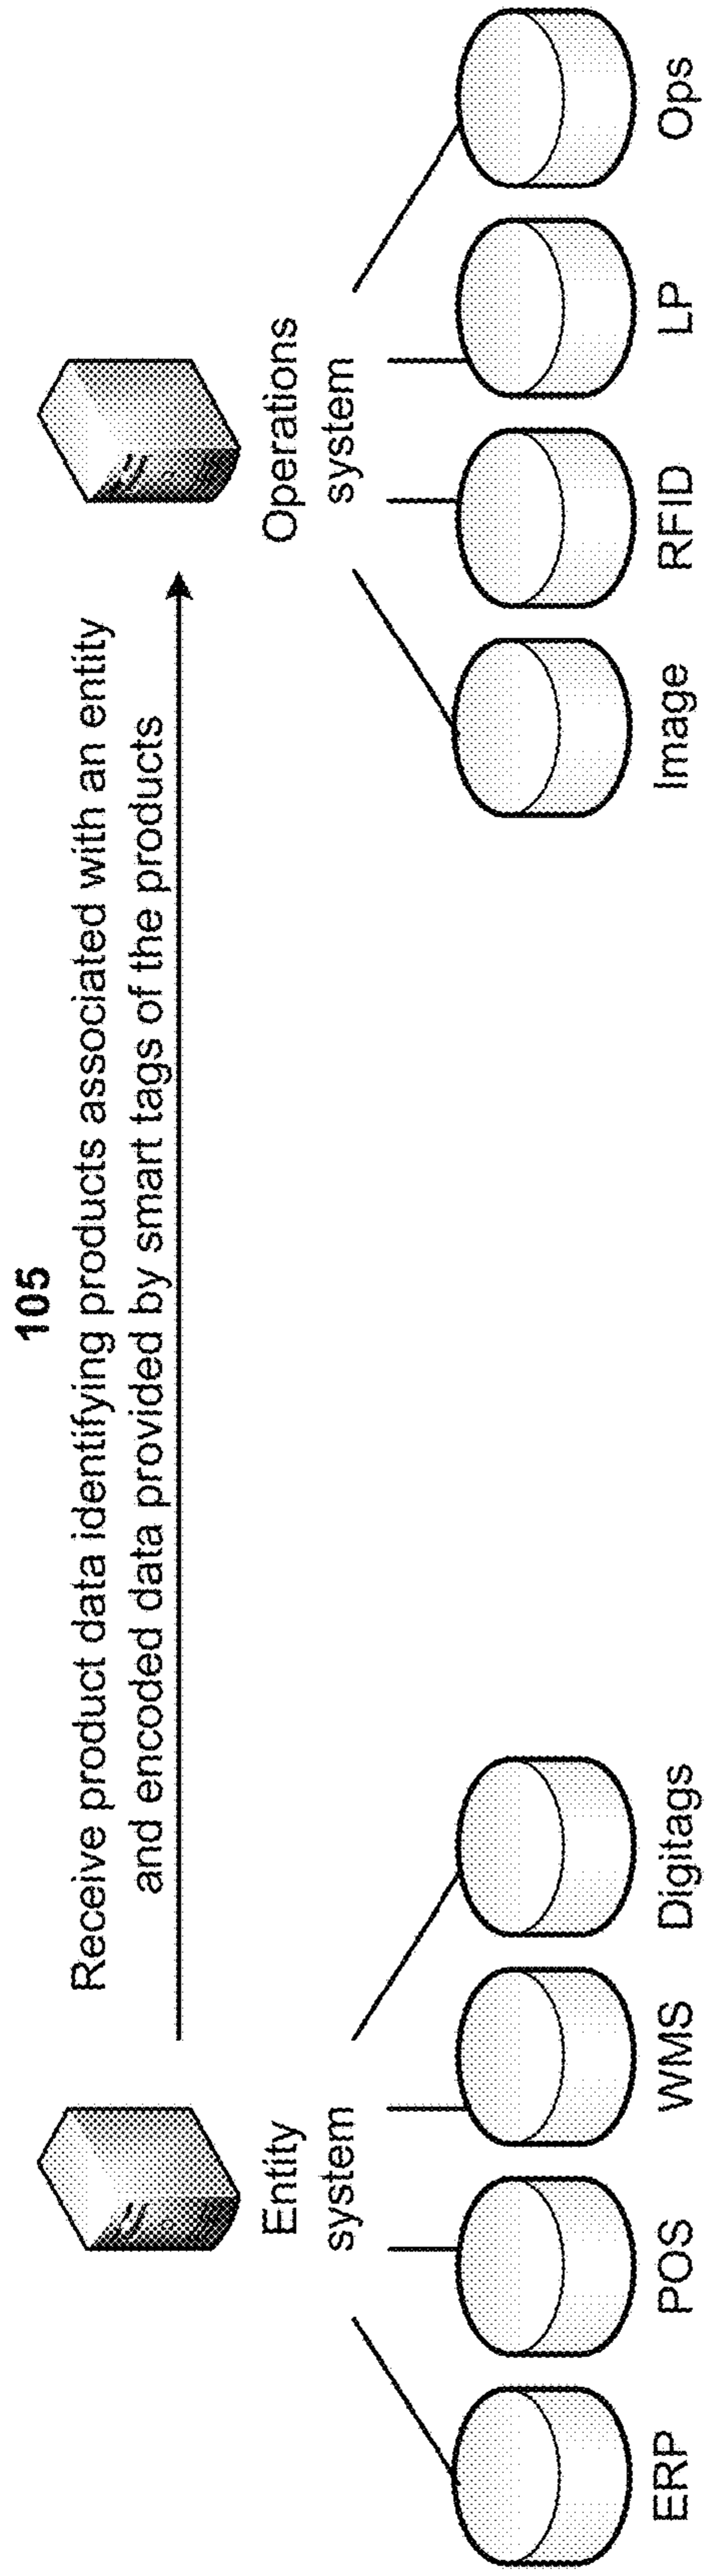 105
Receive product data identifying products associated with an entity
and encoded data provided by smart tags of the products
Entity
system
Operations
system
ERP
POS
WMS
Digitags
Image
RFID
LP
Ops